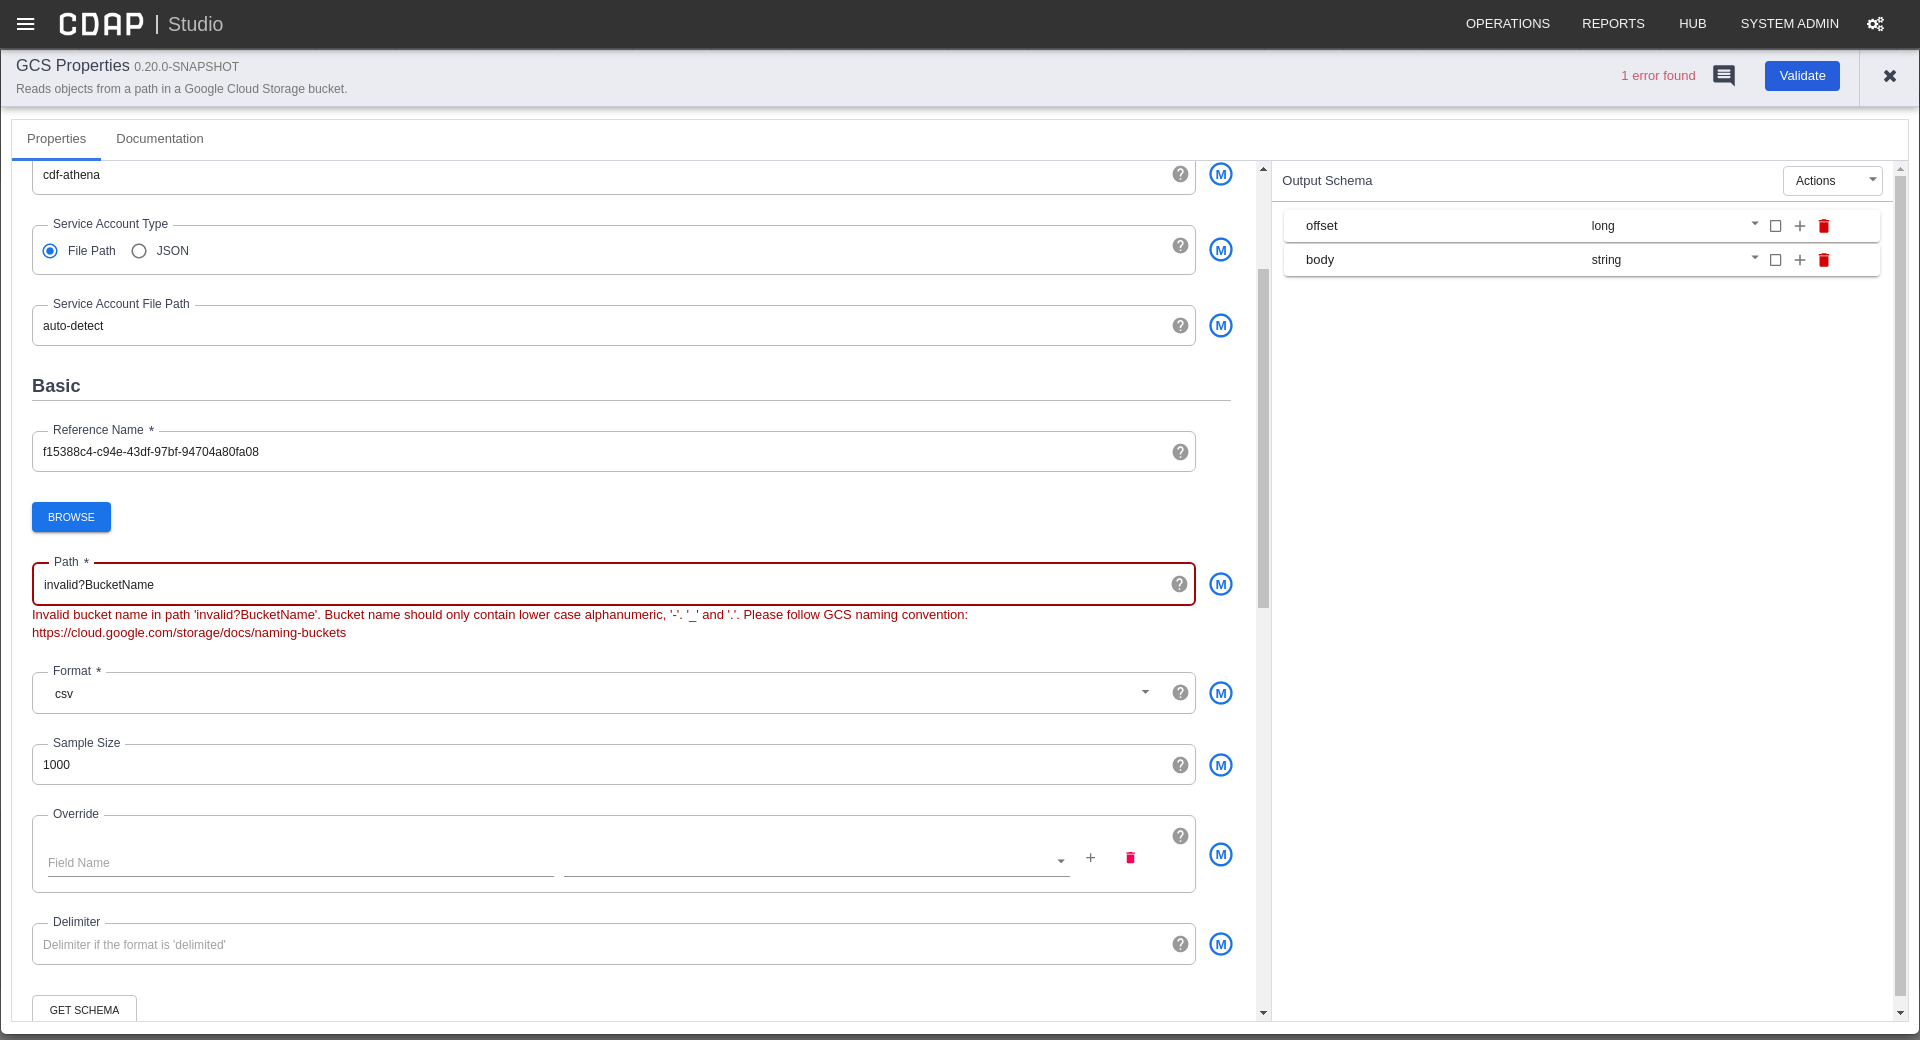 CDAP | Studio
OPERATIONS REPORTS HUB SYSTEM ADMIN
GCS Properties 0.20.0-SNAPSHOT
Reads objects from a path in a Google Cloud Storage bucket.
1 error found
Validate
Properties Documentation
cdf-athena
M
Service Account Type
File Path JSON
M
Service Account File Path
auto-detect
M
Basic
Reference Name *
f15388c4-c94e-43df-97bf-94704a80fa08
BROWSE
Path *
invalid?BucketName
M
Invalid bucket name in path 'invalid?BucketName'. Bucket name should only contain lower case alphanumeric, '-'. '_' and '.'. Please follow GCS naming convention:
https://cloud.google.com/storage/docs/naming-buckets
Format *
csv
M
Sample Size
1000
M
Override
Field Name
M
Delimiter
Delimiter if the format is 'delimited'
M
GET SCHEMA
Output Schema
Actions
offset long
body string